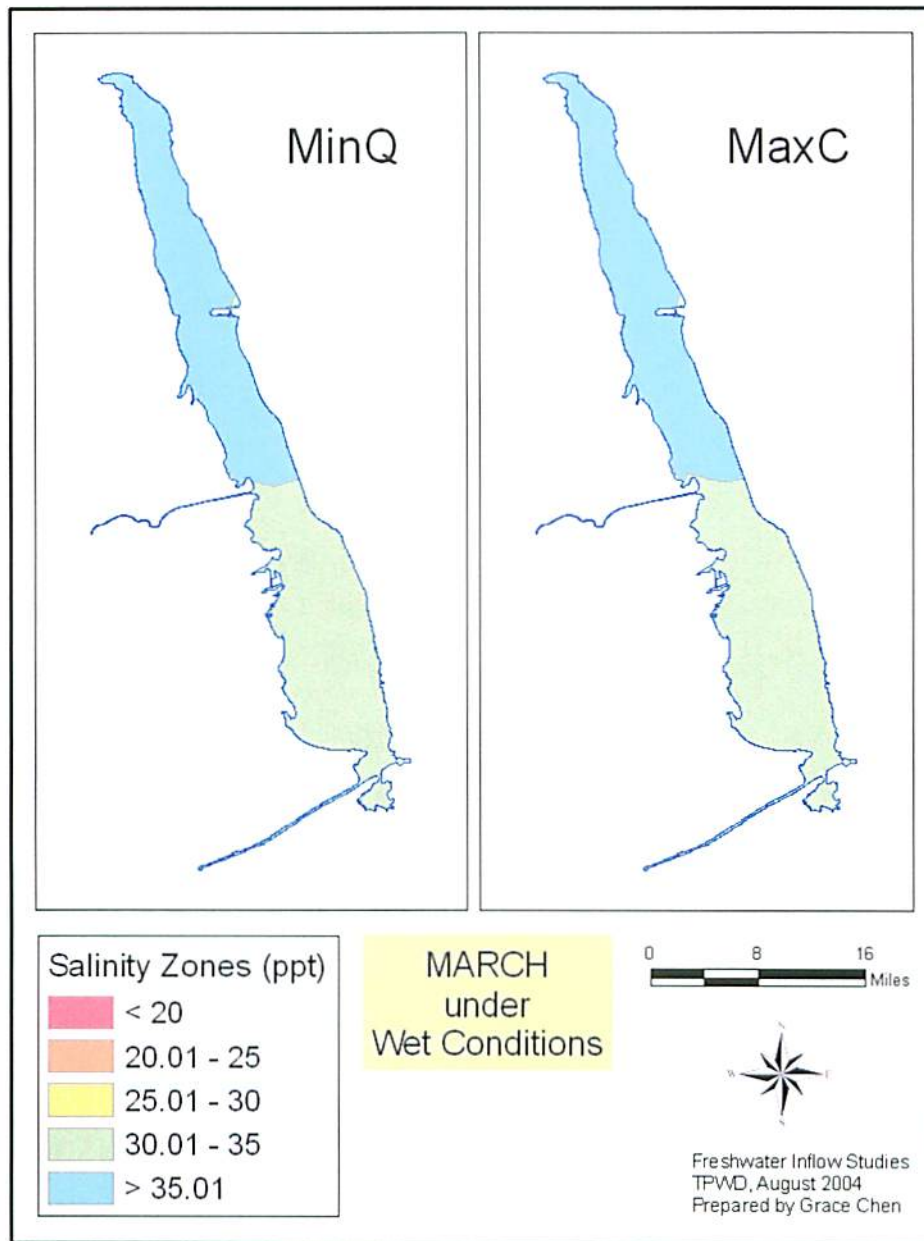 MinQ
MaxC
Salinity Zones (ppt)
< 20
20.01 - 25
25.01 - 30
30.01 - 35
> 35.01
MARCH
under
Wet Conditions
0 8 16
Miles
N
W E
S
Freshwater Inflow Studies
TPWD, August 2004
Prepared by Grace Chen